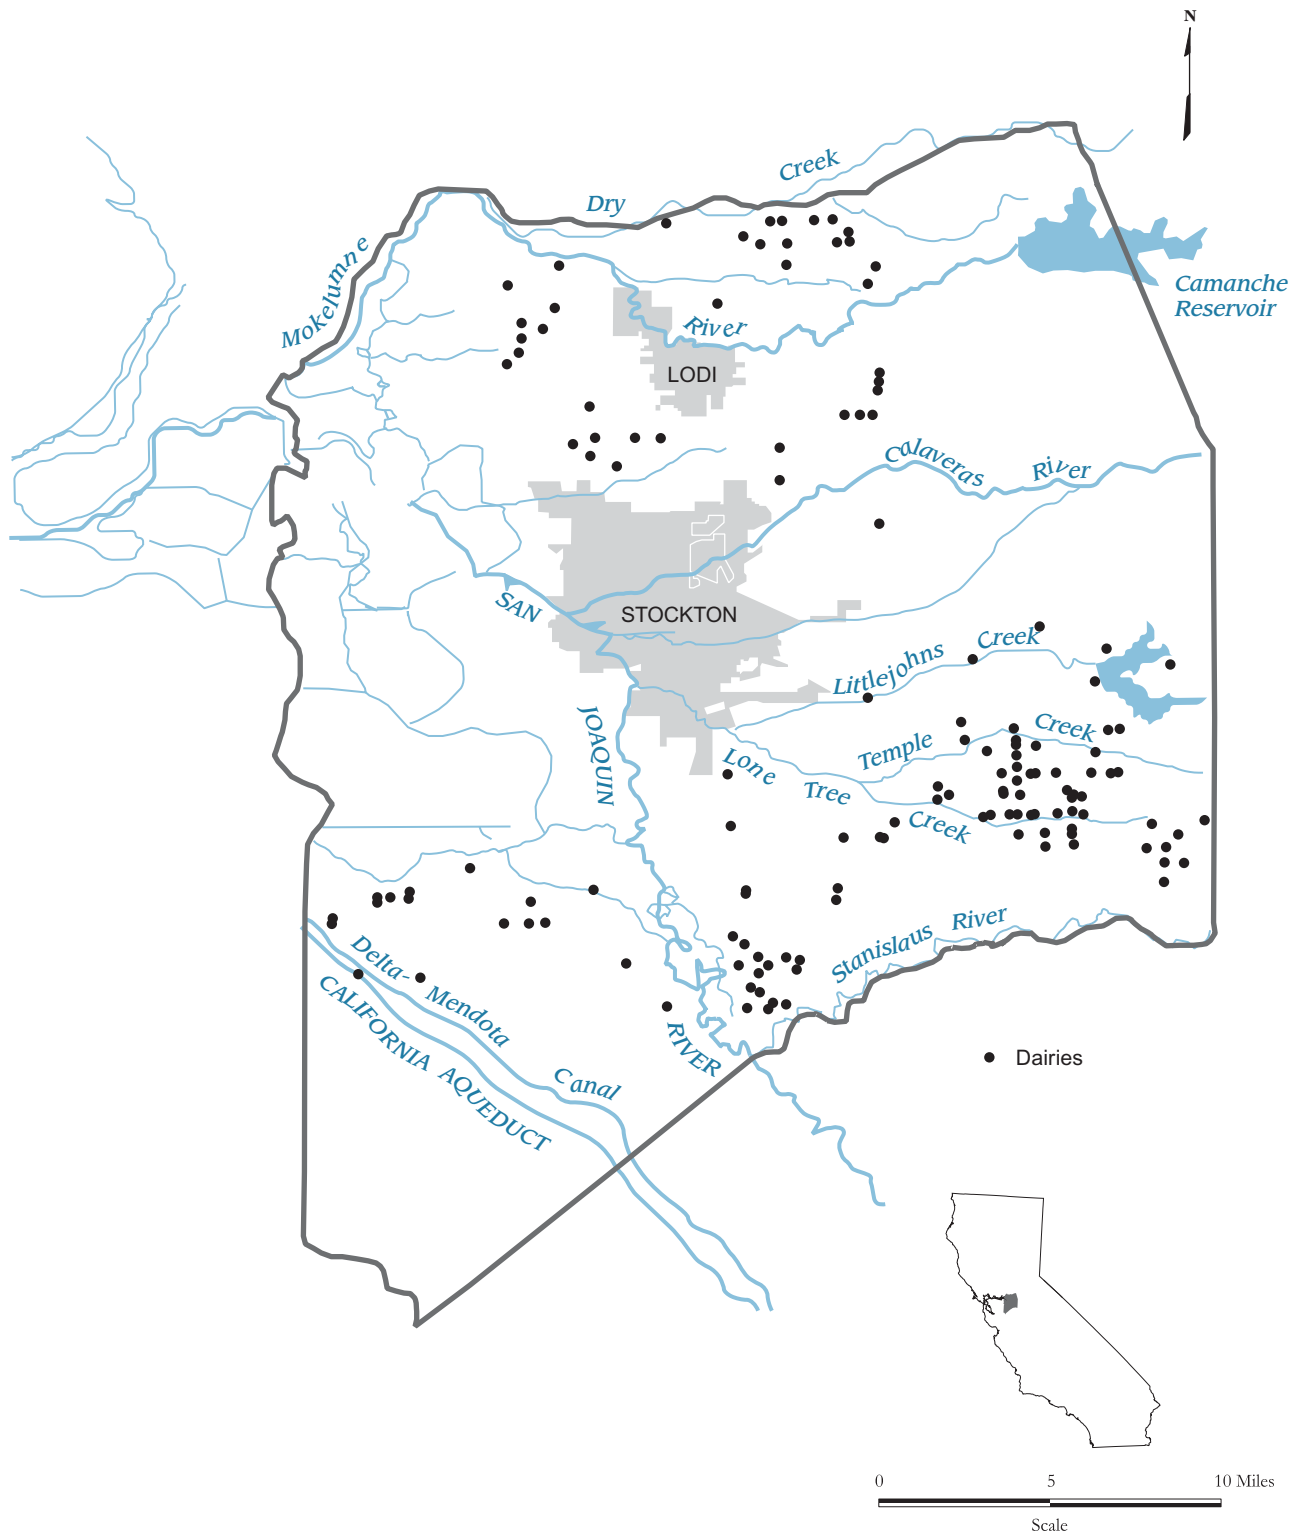 N
Creek
Dry
Mokelumne
Camanche
Reservoir
River
LODI
Calaveras River
SAN
STOCKTON
Littlejohns Creek
JOAQUIN
Temple Creek
Lone Tree Creek
Stanislaus River
Delta-Mendota Canal
CALIFORNIA AQUEDUCT
RIVER
Dairies
0 5 10 Miles
Scale